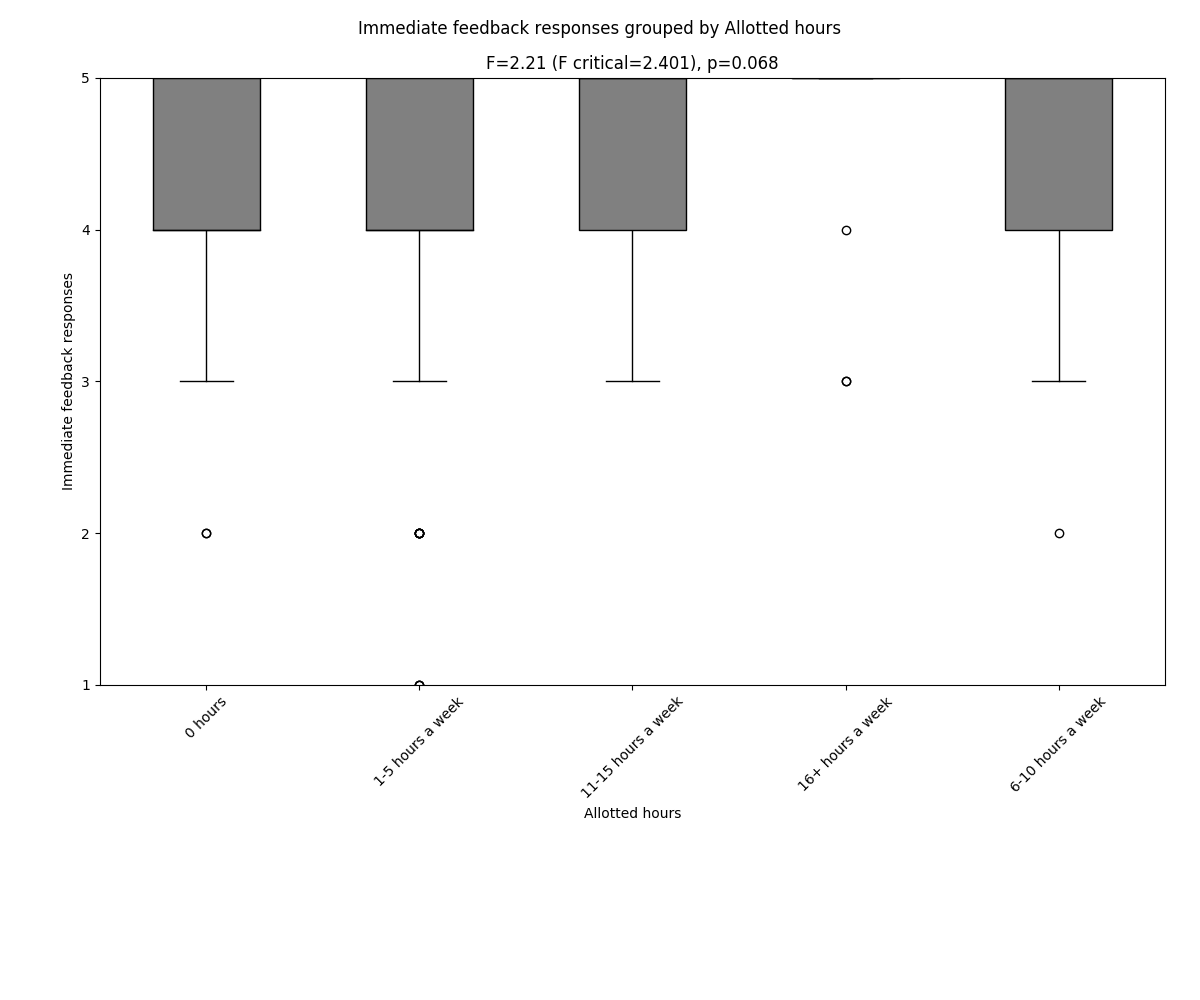 Immediate feedback responses grouped by Allotted hours
F=2.21 (F critical=2.401), p=0.068
5
4
3
2
1
Immediate feedback responses
0 hours
1-5 hours a week
11-15 hours a week
16+ hours a week
6-10 hours a week
Allotted hours